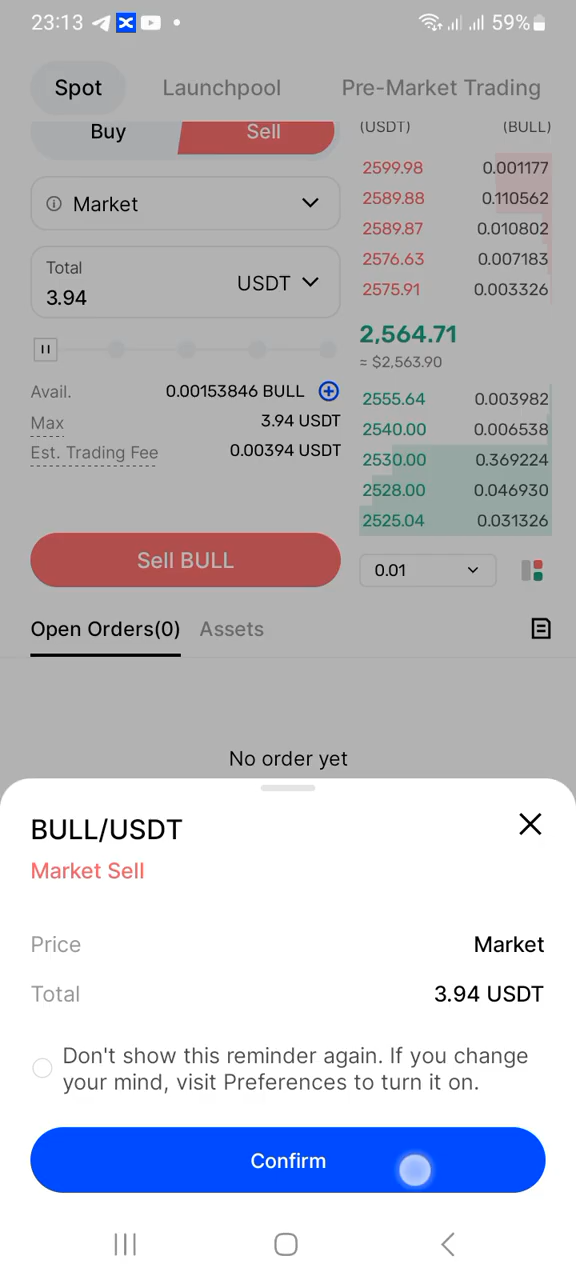 23:13 59%
Spot Launchpool Pre-Market Trading
Buy Sell
(USDT) (BULL)
Market
Total
3.94 USDT
2599.98 0.001177
2589.88 0.110562
2589.87 0.010802
2576.63 0.007183
2575.91 0.003326
2,564.71
≈ $2,563.90
Avail. 0.00153846 BULL
Max 3.94 USDT
Est. Trading Fee 0.00394 USDT
2555.64 0.003982
2540.00 0.006538
2530.00 0.369224
2528.00 0.046930
2525.04 0.031326
Sell BULL
0.01
Open Orders(0) Assets
No order yet
BULL/USDT
Market Sell
Price Market
Total 3.94 USDT
Don't show this reminder again. If you change
your mind, visit Preferences to turn it on.
Confirm